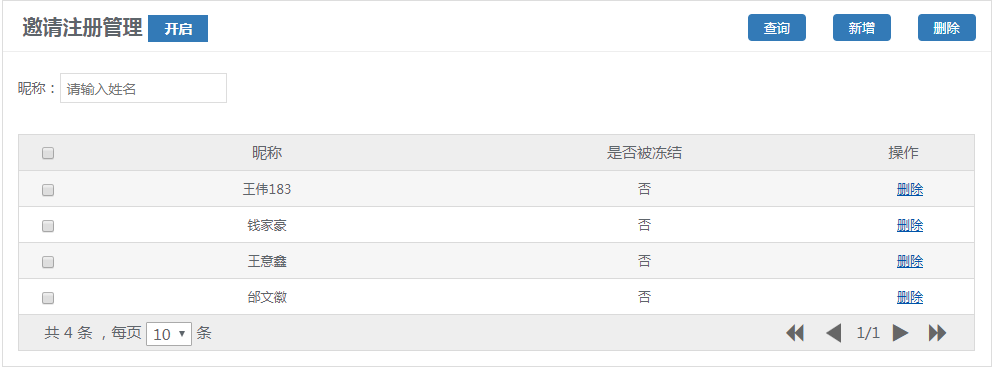 邀请注册管理 开启 查询 新增 删除
昵称： 请输入姓名
昵称 是否被冻结 操作
王伟183 否 删除
钱家豪 否 删除
王意鑫 否 删除
邰文徽 否 删除
共 4 条 ，每页 10 条 1/1